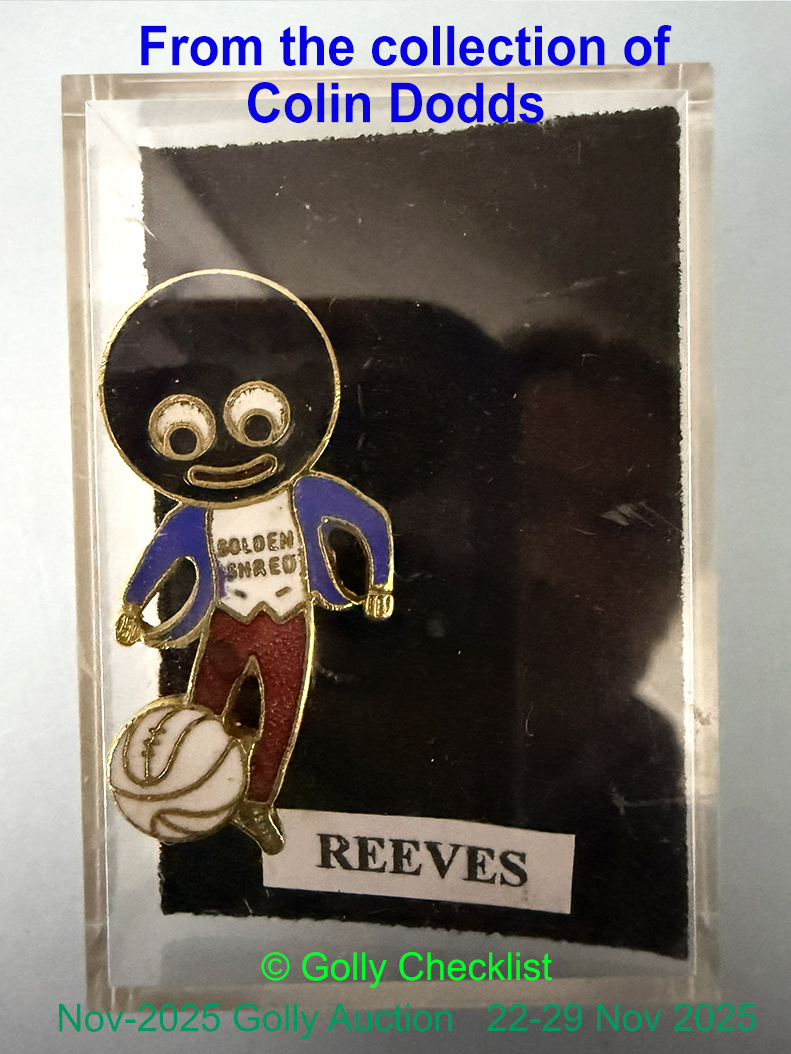 From the collection of
Colin Dodds
GOLDEN
SHRED
REEVES
© Golly Checklist
Nov-2025 Golly Auction 22-29 Nov 2025